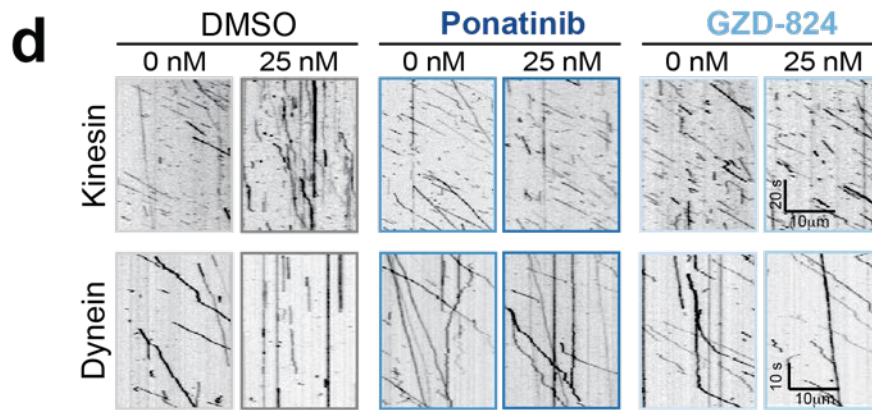 d
DMSO Ponatinib GZD-824
0 nM 25 nM 0 nM 25 nM 0 nM 25 nM
Kinesin
20 s
10μm
Dynein
10 s
10μm